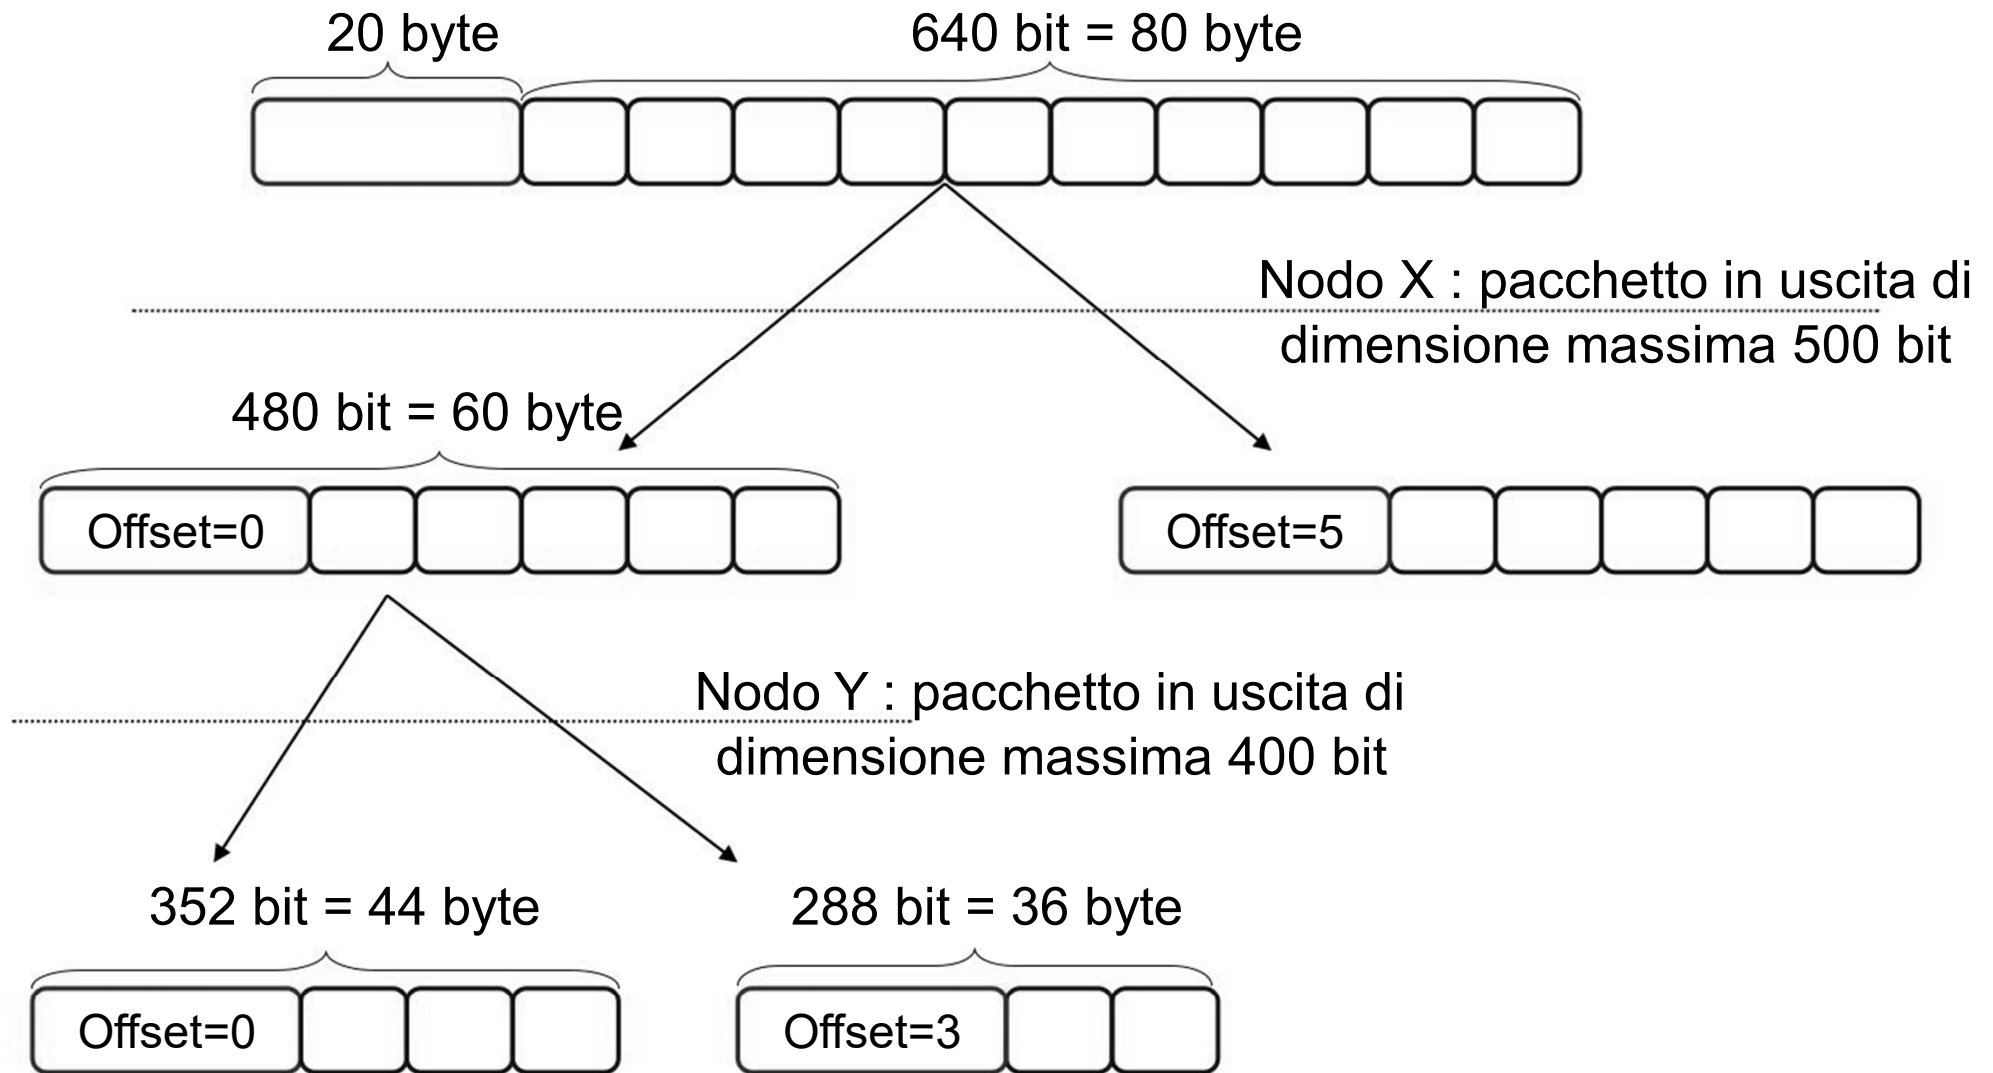 20 byte
640 bit = 80 byte
Nodo X : pacchetto in uscita di
dimensione massima 500 bit
480 bit = 60 byte
Offset=0
Offset=5
Nodo Y : pacchetto in uscita di
dimensione massima 400 bit
352 bit = 44 byte
288 bit = 36 byte
Offset=0
Offset=3